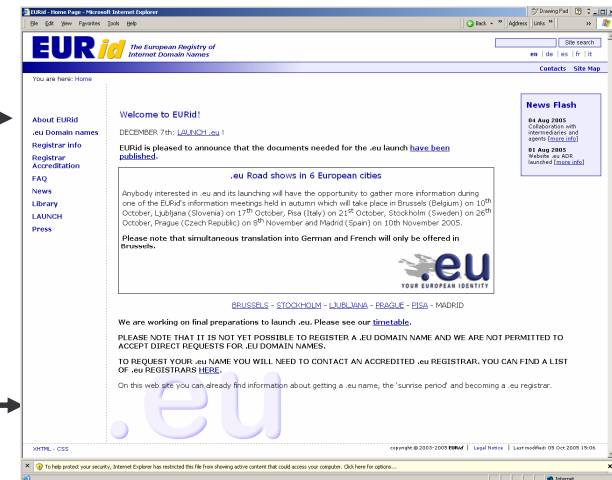 EURid - Home Page - Microsoft Internet Explorer
Drawing Pad
File Edit View Favorites Tools Help
Back
Address Links
EURid The European Registry of
Internet Domain Names
Site search
en | de | es | fr | it
Contacts Site Map
You are here: Home
About EURid
.eu Domain names
Registrar info
Registrar
Accreditation
FAQ
News
Library
LAUNCH
Press
Welcome to EURid!
DECEMBER 7th: LAUNCH .eu !
EURid is pleased to announce that the documents needed for the .eu launch have been
published.
.eu Road shows in 6 European cities
Anybody interested in .eu and its launching will have the opportunity to gather more information during
one of the EURid's information meetings held in autumn which will take place in Brussels (Belgium) on 10th
October, Ljubljana (Slovenia) on 17th October, Pisa (Italy) on 21st October, Stockholm (Sweden) on 26th
October, Prague (Czech Republic) on 8th November and Madrid (Spain) on 10th November 2005.
Please note that simultaneous translation into German and French will only be offered in
Brussels.
.eu
YOUR EUROPEAN IDENTITY
BRUSSELS - STOCKHOLM - LJUBLJANA - PRAGUE - PISA - MADRID
We are working on final preparations to launch .eu. Please see our timetable.
PLEASE NOTE THAT IT IS NOT YET POSSIBLE TO REGISTER A .EU DOMAIN NAME AND WE ARE NOT PERMITTED TO
ACCEPT DIRECT REQUESTS FOR .EU DOMAIN NAMES.
TO REQUEST YOUR .eu NAME YOU WILL NEED TO CONTACT AN ACCREDITED .eu REGISTRAR. YOU CAN FIND A LIST
OF .eu REGISTRARS HERE.
On this web site you can already find information about getting a .eu name, the 'sunrise period' and becoming a .eu registrar.
.eu
News Flash
04 Aug 2005
Collaboration with
intermediaries and
agents [more info]
01 Aug 2005
Website .eu ADR
launched [more info]
XHTML - CSS
copyright © 2003-2005 EURid | Legal Notice | Last modified: 05 Oct 2005 15:06
To help protect your security, Internet Explorer has restricted this file from showing active content that could access your computer. Click here for options...
Internet